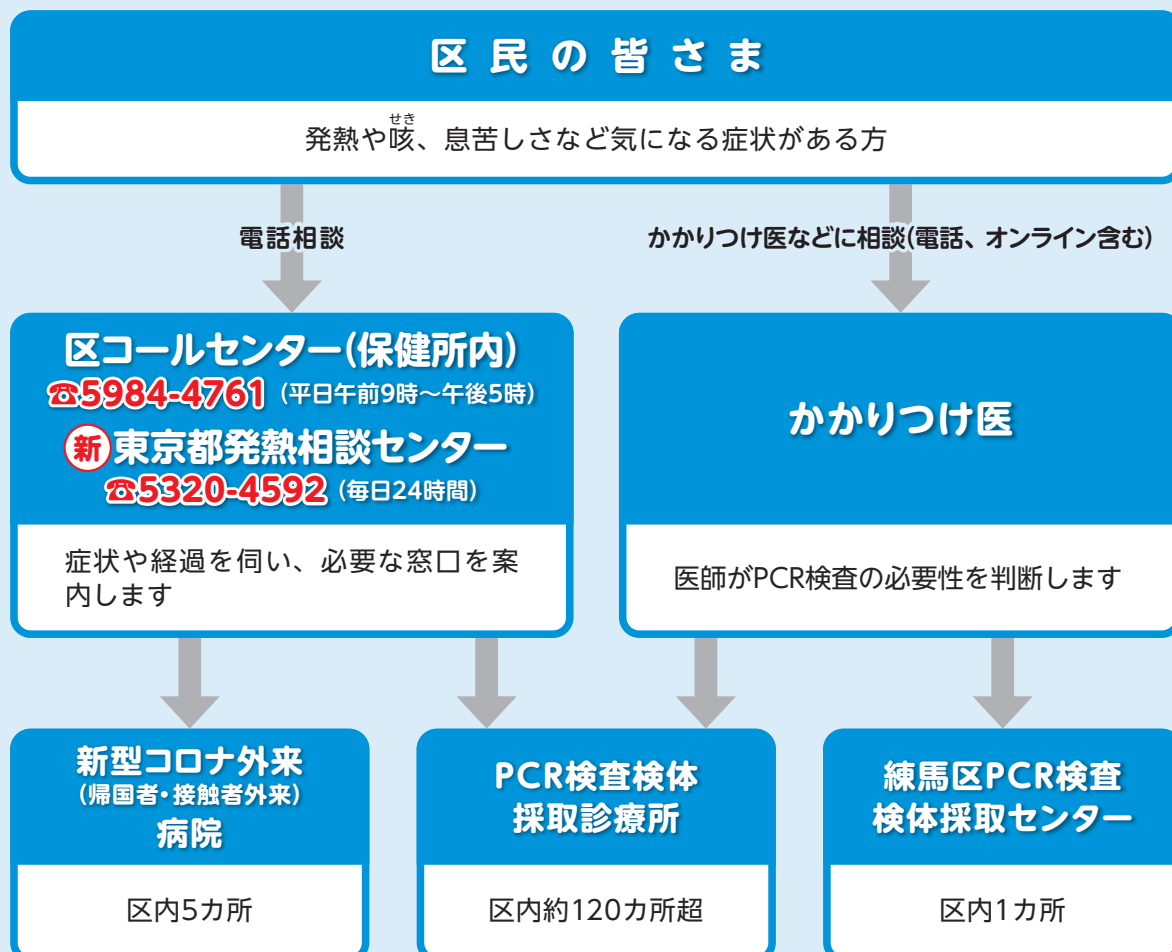 区民の皆さま
せき
発熱や咳、息苦しさなど気になる症状がある方
電話相談
かかりつけ医などに相談(電話、オンライン含む)
区コールセンター(保健所内)
☎5984-4761 (平日午前9時～午後5時)
新 東京都発熱相談センター
☎5320-4592 (毎日24時間)
症状や経過を伺い、必要な窓口を案
内します
かかりつけ医
医師がPCR検査の必要性を判断します
新型コロナ外来
(帰国者・接触者外来)
病院
区内5カ所
PCR検査検体
採取診療所
区内約120カ所超
練馬区PCR検査
検体採取センター
区内1カ所